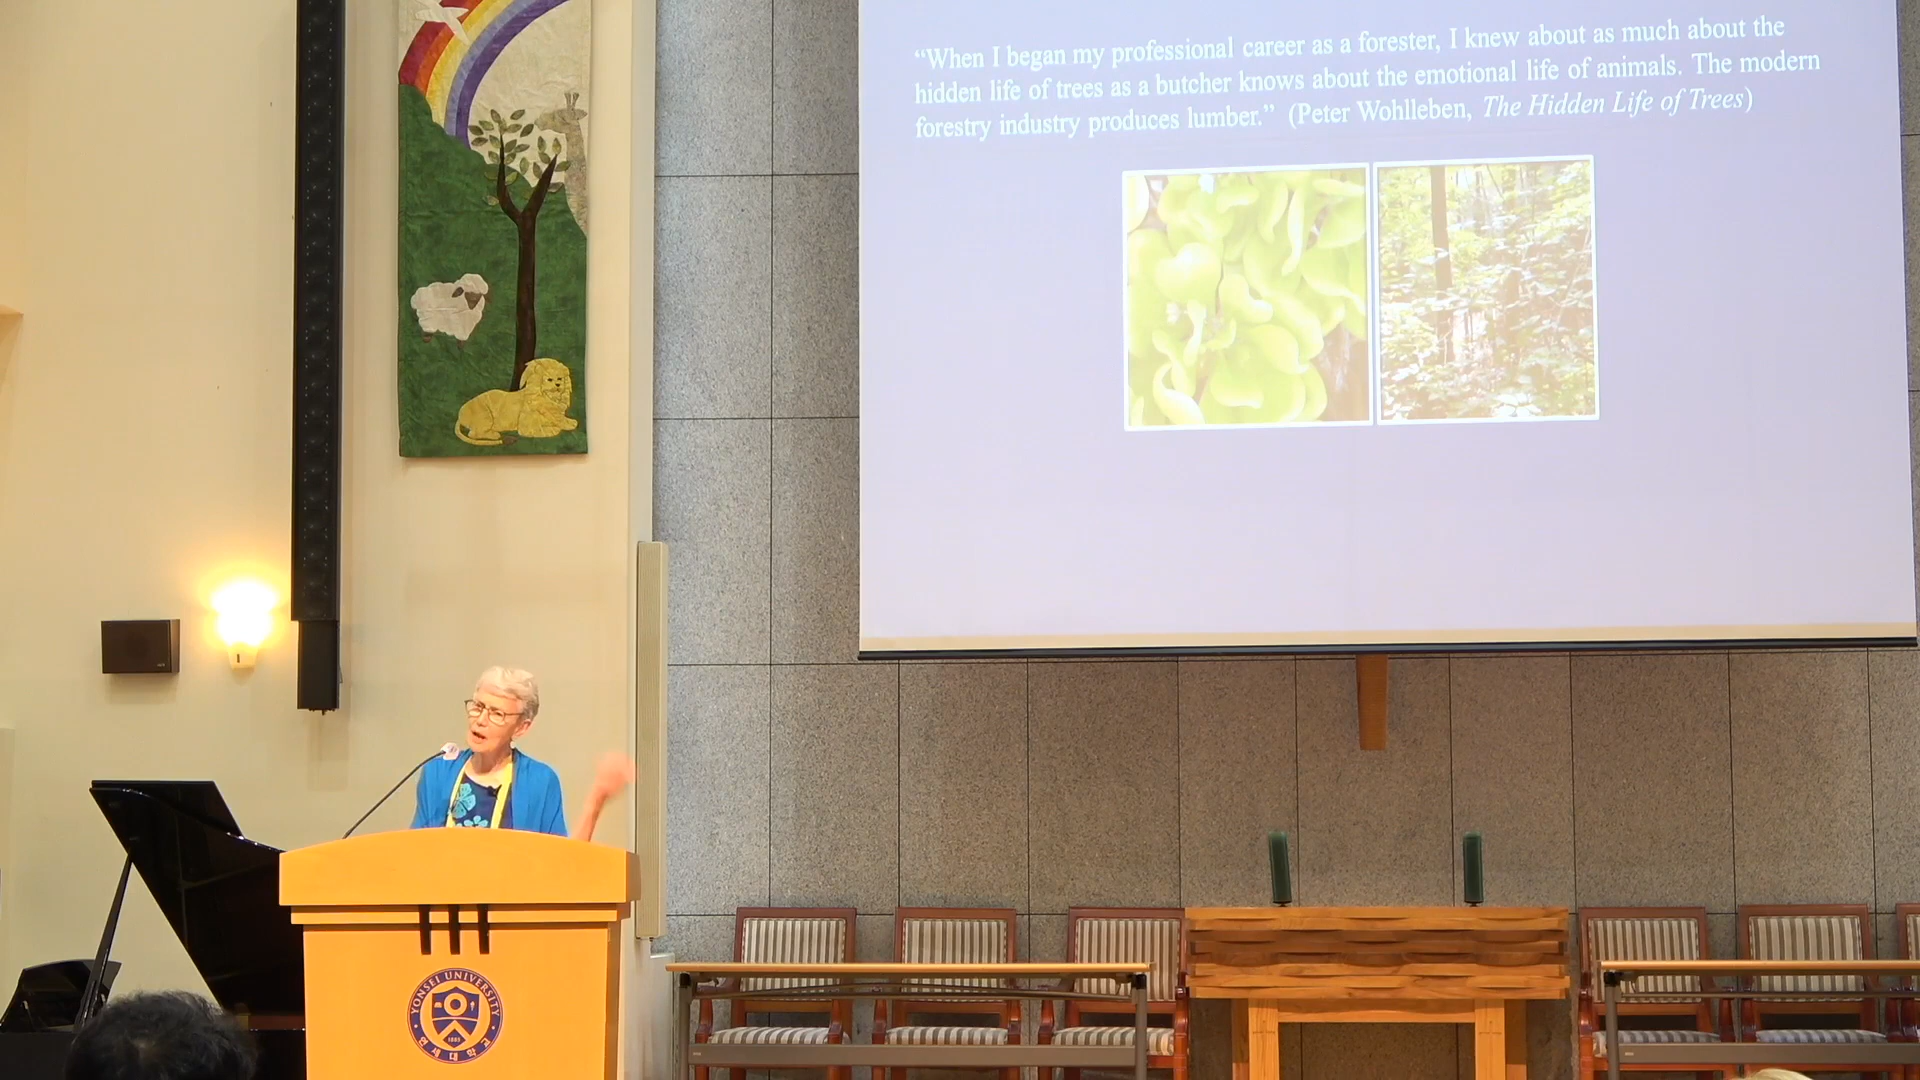 “When I began my professional career as a forester, I knew about as much about the
hidden life of trees as a butcher knows about the emotional life of animals. The modern
forestry industry produces lumber.” (Peter Wohlleben, The Hidden Life of Trees)
YONSEI UNIVERSITY
1885
연세대학교